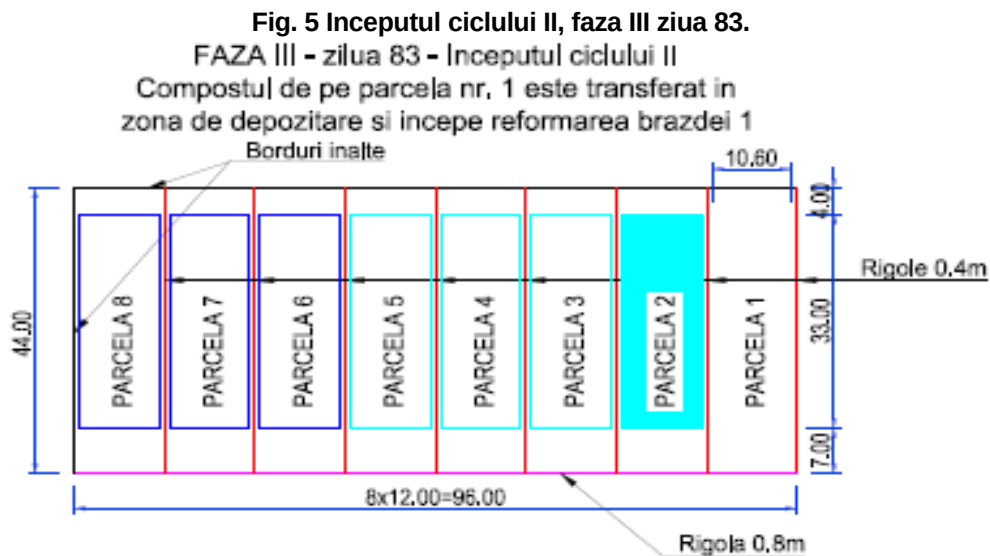 Fig. 5 Inceputul ciclului II, faza III ziua 83.
FAZA III - zilua 83 - Inceputul ciclului II
Compostul de pe parcela nr. 1 este transferat in
zona de depozitare si incepe reformarea brazdei 1
Borduri inalte
10.60
4.00
Rigole 0.4m
44.00
PARCELA 8
PARCELA 7
PARCELA 6
PARCELA 5
PARCELA 4
PARCELA 3
PARCELA 2
PARCELA 1
33.00
7.00
8x12.00=96.00
Rigola 0.8m